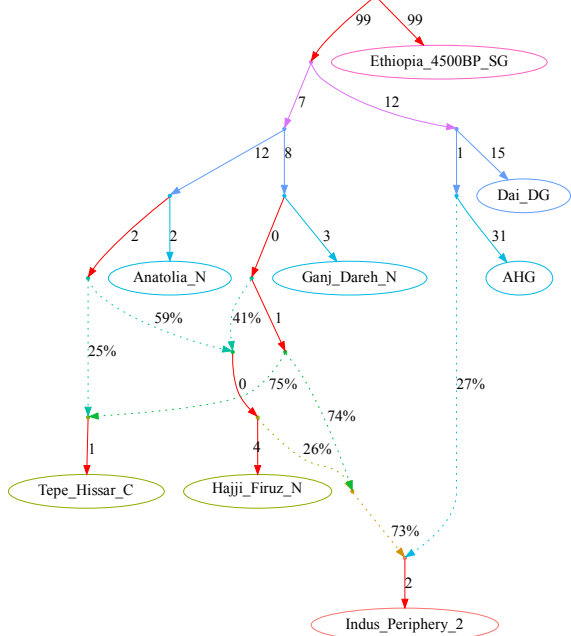 99 99
Ethiopia_4500BP_SG
7 12
12 8 1 15
Dai_DG
2 2 0 3 31
Anatolia_N Ganj_Dareh_N AHG
59% 41% 1
25%
75%
0 74% 27%
1 4 26%
Tepe_Hissar_C Hajji_Firuz_N
73%
2
Indus_Periphery_2